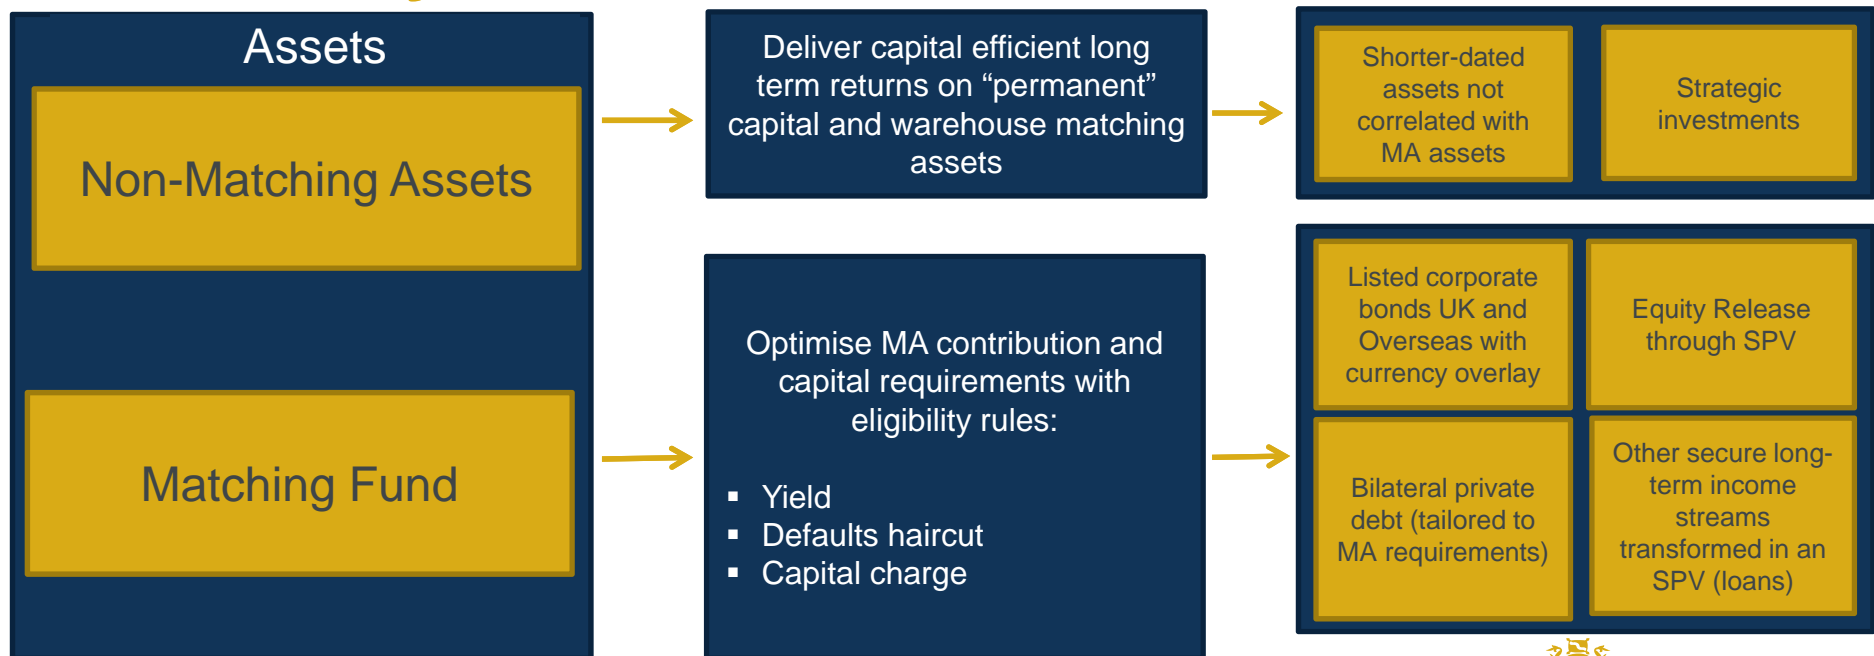 Assets
Non-Matching Assets
Matching Fund
Deliver capital efficient long
term returns on “permanent”
capital and warehouse matching
assets
Shorter-dated
assets not
correlated with
MA assets
Strategic
investments
Optimise MA contribution and
capital requirements with
eligibility rules:
▪ Yield
▪ Defaults haircut
▪ Capital charge
Listed corporate
bonds UK and
Overseas with
currency overlay
Equity Release
through SPV
Bilateral private
debt (tailored to
MA requirements)
Other secure long-
term income
streams
transformed in an
SPV (loans)